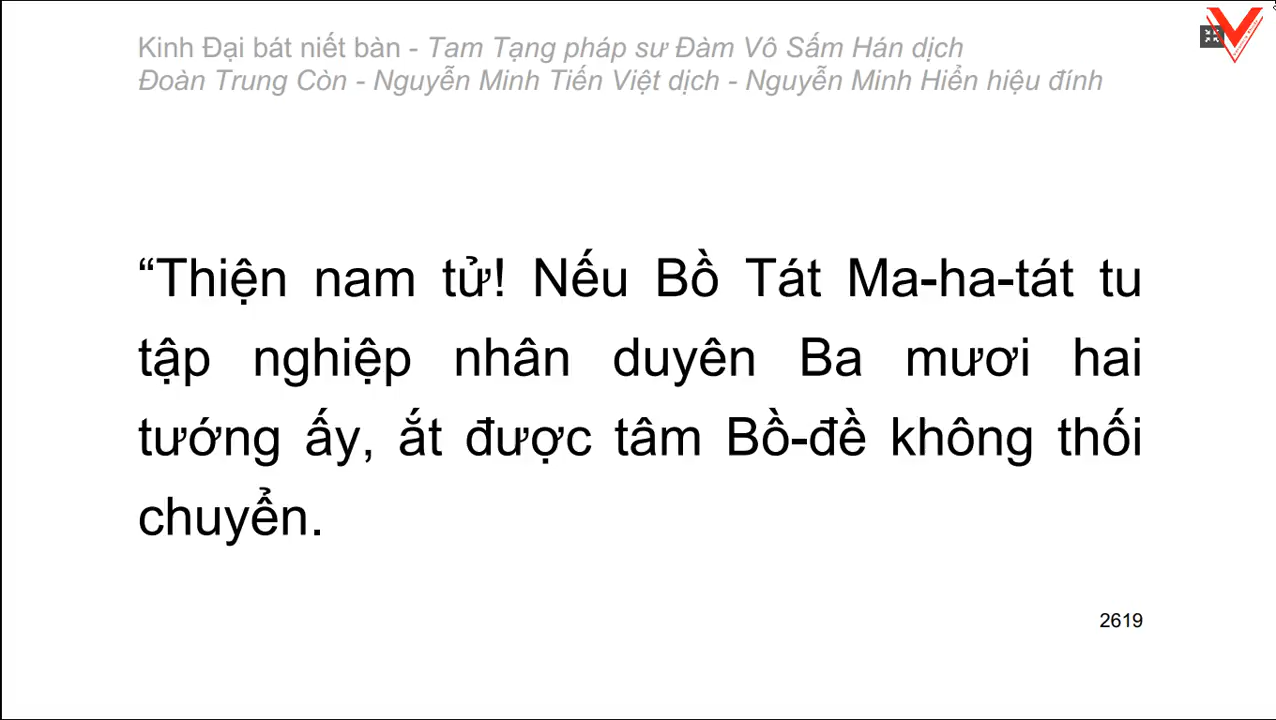 Kinh Đại bát niết bàn - Tam Tạng pháp sư Đàm Vô Sấm Hán dịch
Đoàn Trung Còn - Nguyễn Minh Tiến Việt dịch - Nguyễn Minh Hiển hiệu đính
“Thiện nam tử! Nếu Bồ Tát Ma-ha-tát tu
tập nghiệp nhân duyên Ba mươi hai
tướng ấy, ắt được tâm Bồ-đề không thối
chuyển.
2619